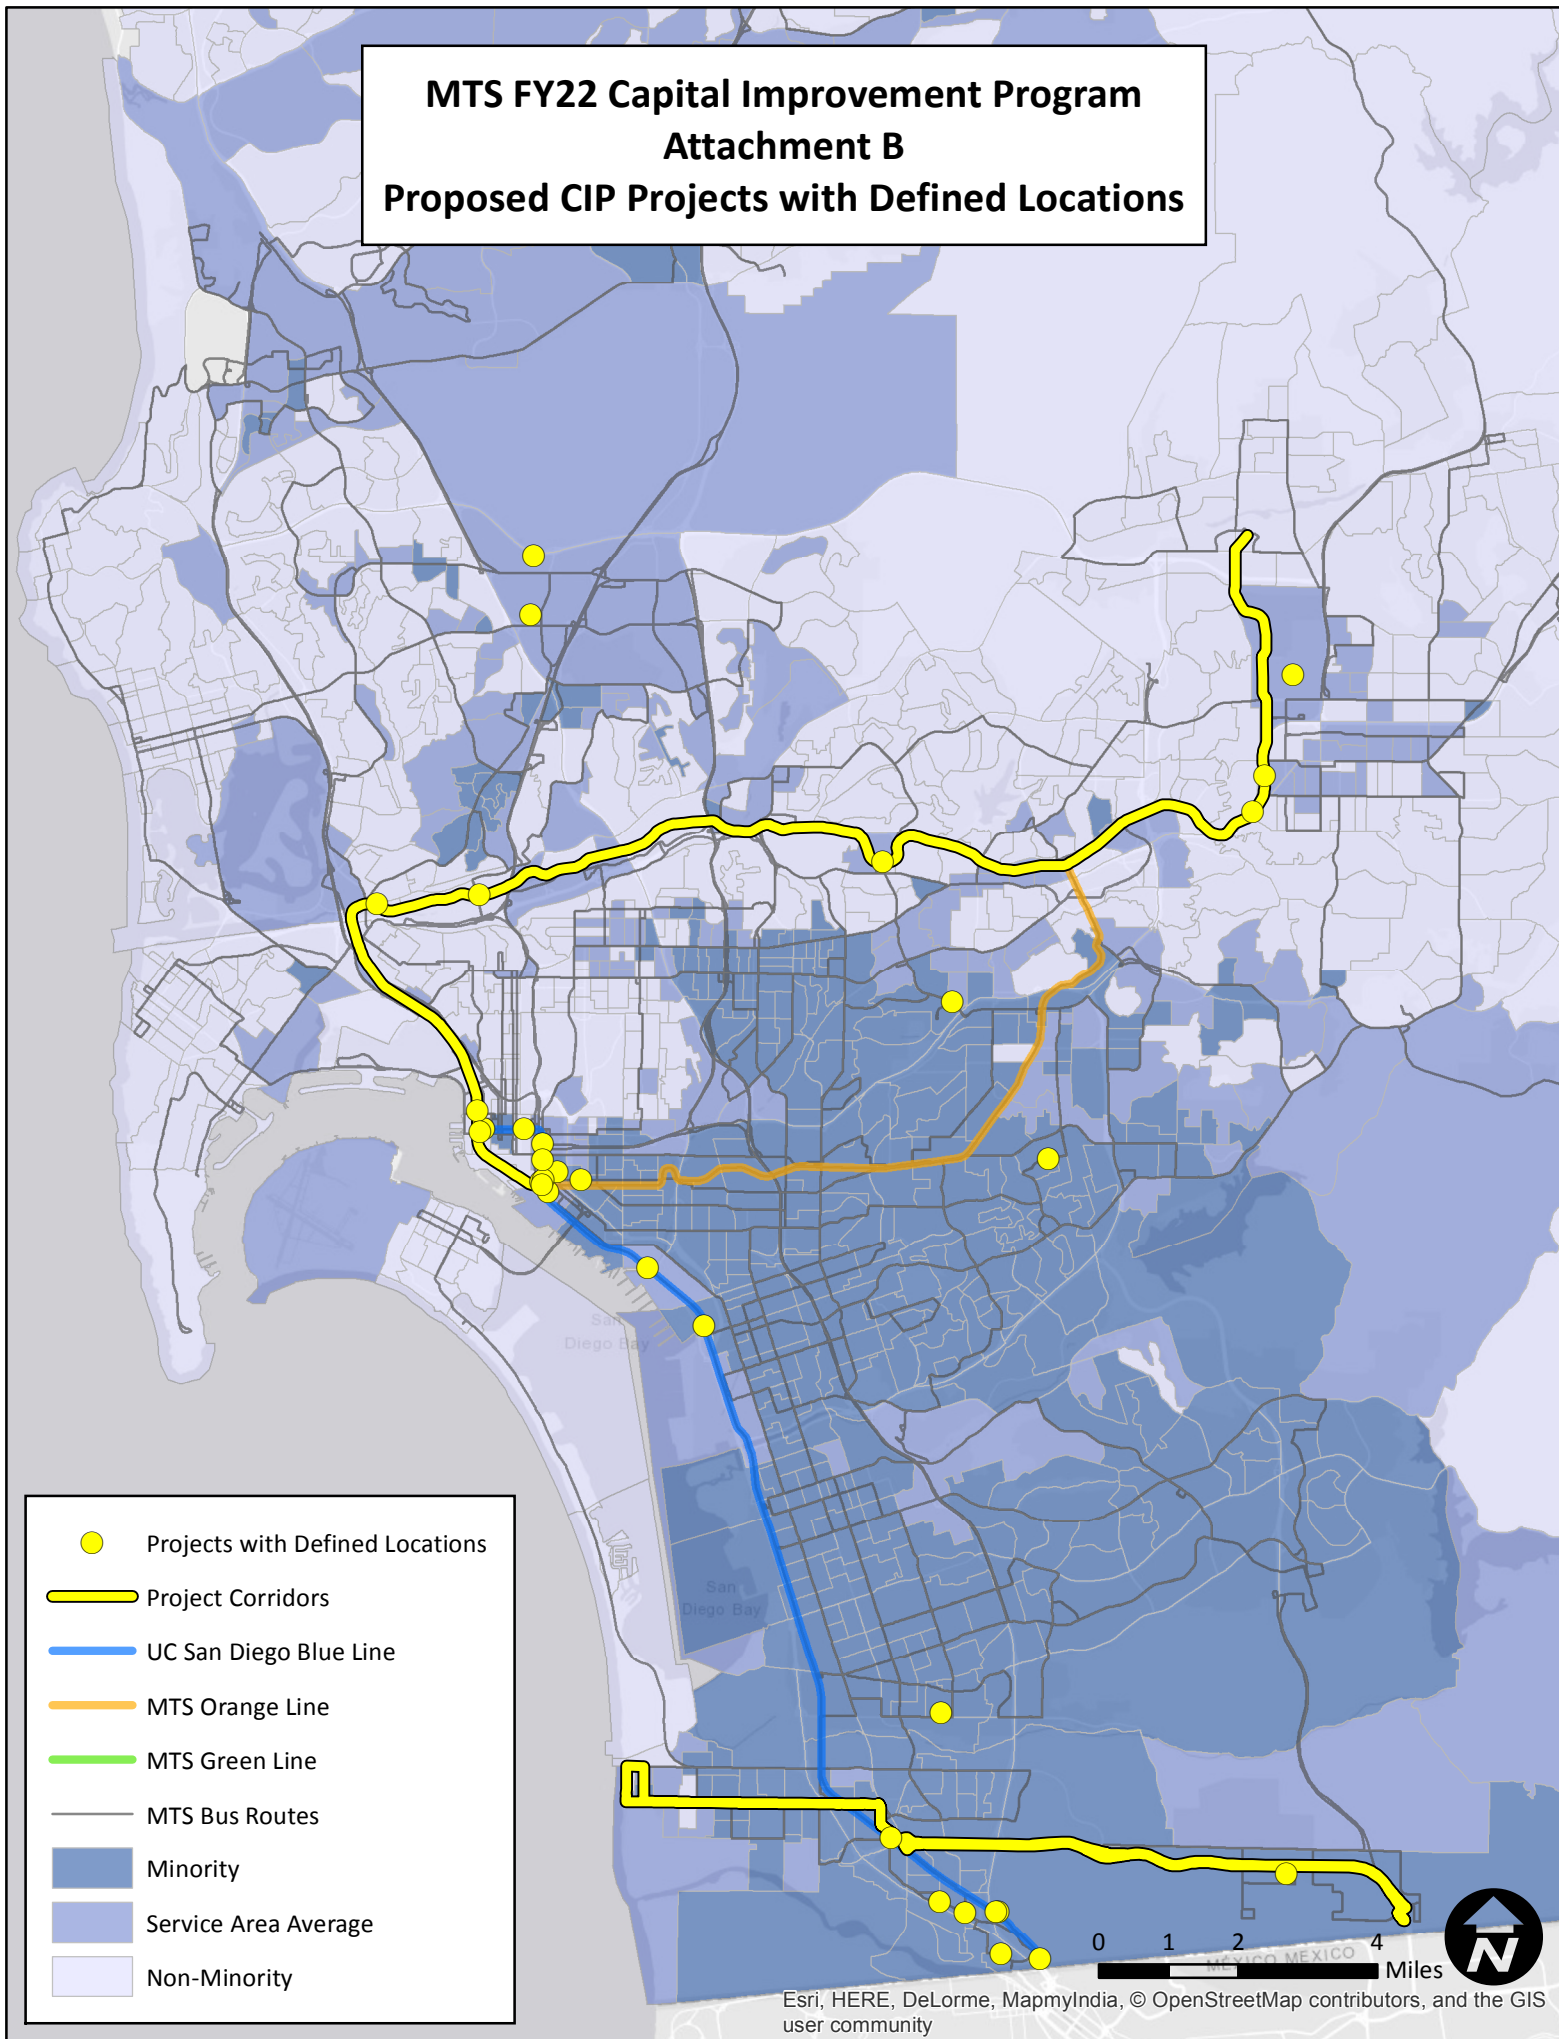 MTS FY22 Capital Improvement Program
Attachment B
Proposed CIP Projects with Defined Locations
San
Diego Bay
San
Diego Bay
Projects with Defined Locations
Project Corridors
UC San Diego Blue Line
MTS Orange Line
MTS Green Line
MTS Bus Routes
Minority
Service Area Average
Non-Minority
0 1 2 4
Miles
N
MÉXICO MEXICO
Esri, HERE, DeLorme, MapmyIndia, © OpenStreetMap contributors, and the GIS
user community